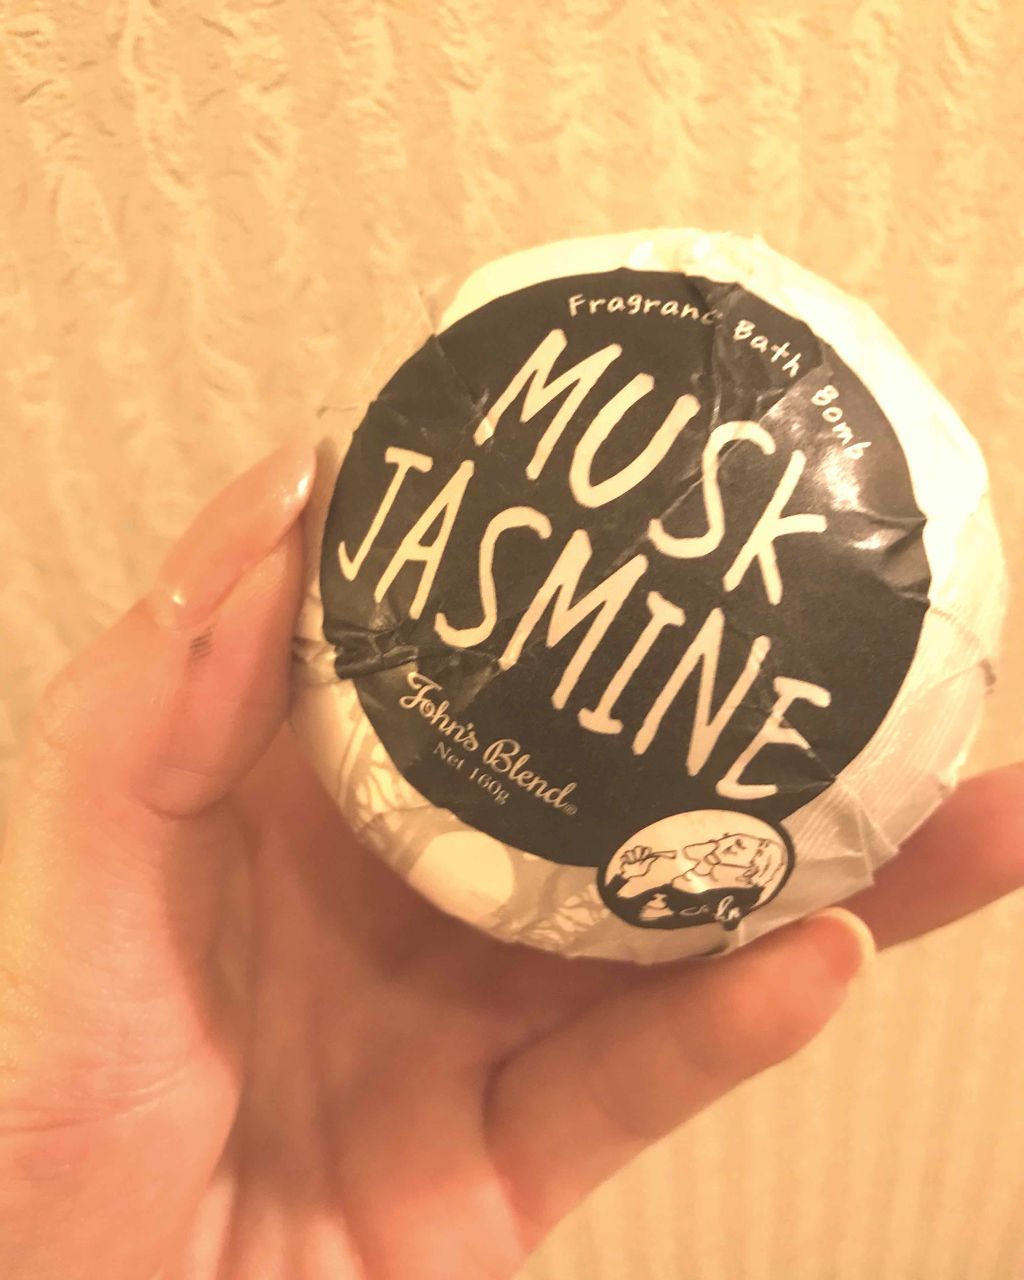 Fragranc Bath Bomb
MUSK
JASMINE
John's Blend®
Net 160g